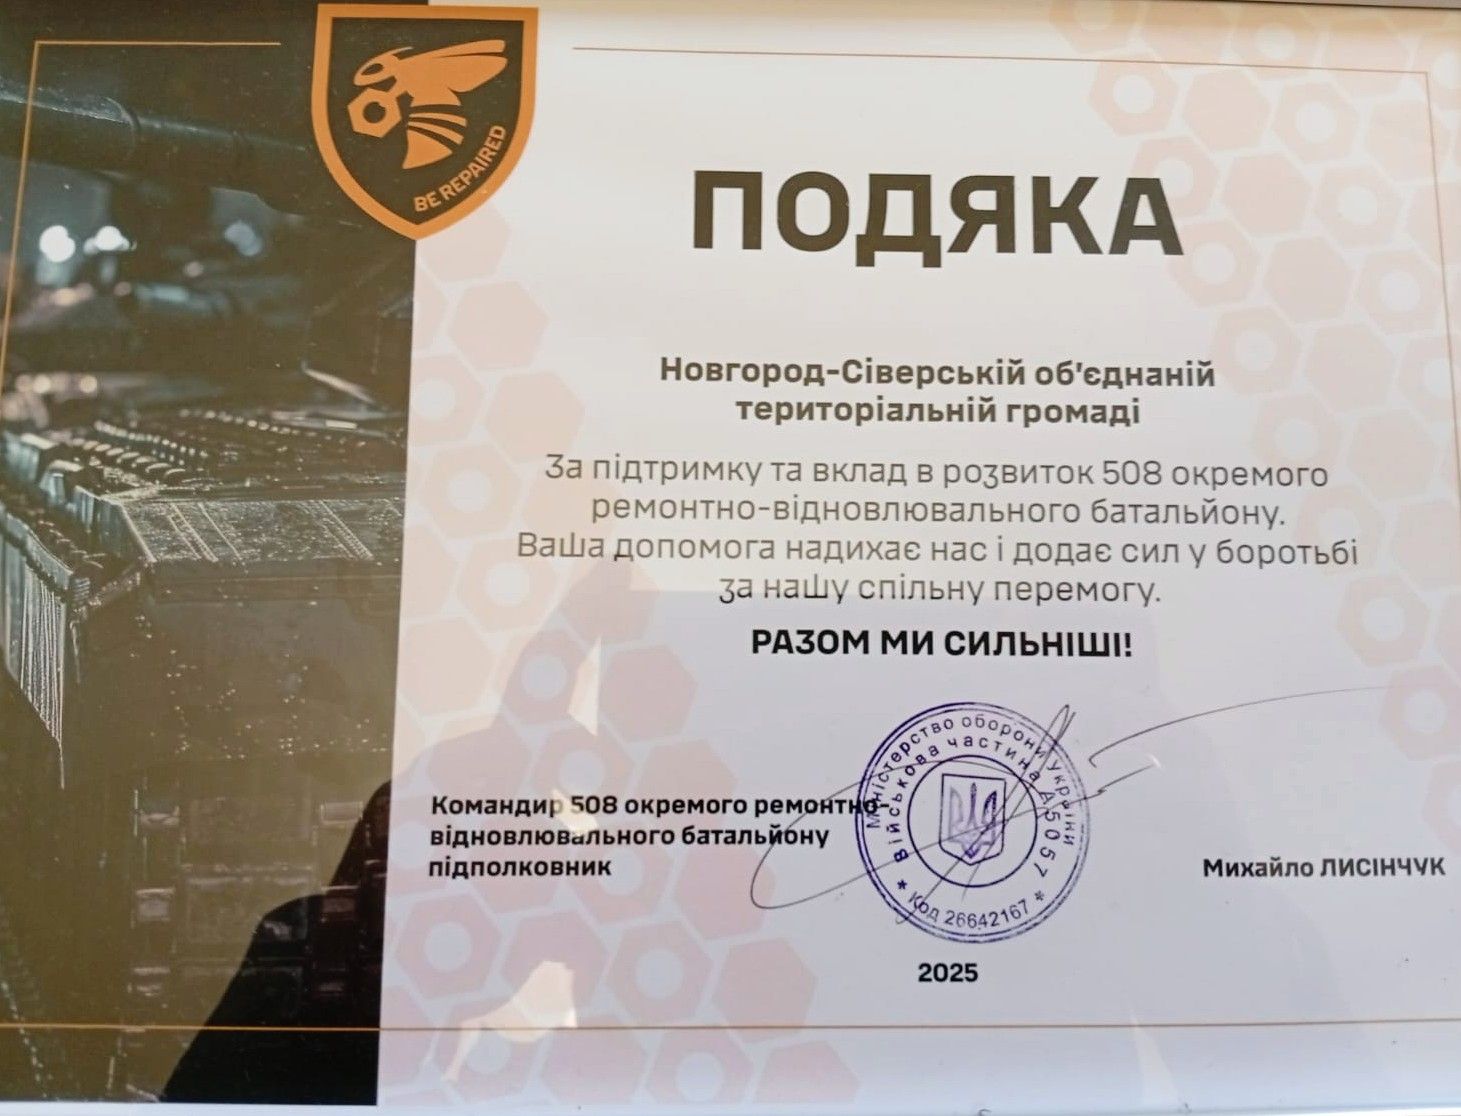 BE REPAIRED
ПОДЯКА
Новгород-Сіверській об'єднаній
територіальній громаді
За підтримку та вклад в розвиток 508 окремого
ремонтно-відновлювального батальйону.
Ваша допомога надихає нас і додає сил у боротьбі
за нашу спільну перемогу.
РАЗОМ МИ СИЛЬНІШІ!
Командир 508 окремого ремонтно-
відновлювального батальйону
підполковник
Міністерство оборони України
Військова частина А5057
* Код 26642167 *
Михайло ЛИСІНЧУК
2025